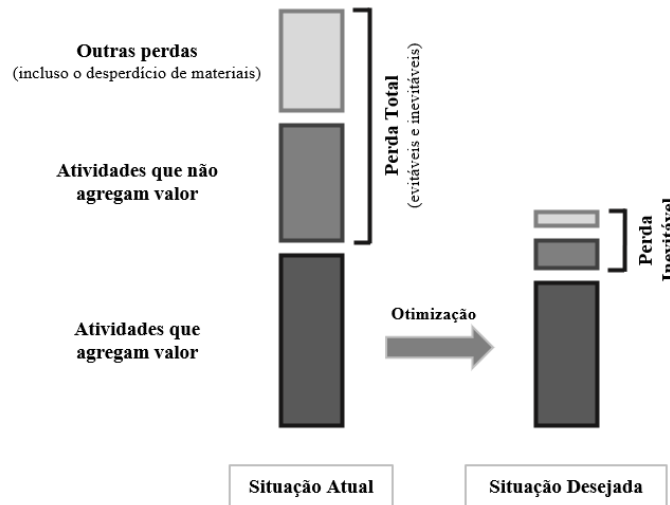 Outras perdas
(incluso o desperdício de materiais)
Perda Total
(evitáveis e inevitáveis)
Atividades que não
agregam valor
Perda
Inevitável
Atividades que
agregam valor
Otimização
Situação Atual
Situação Desejada